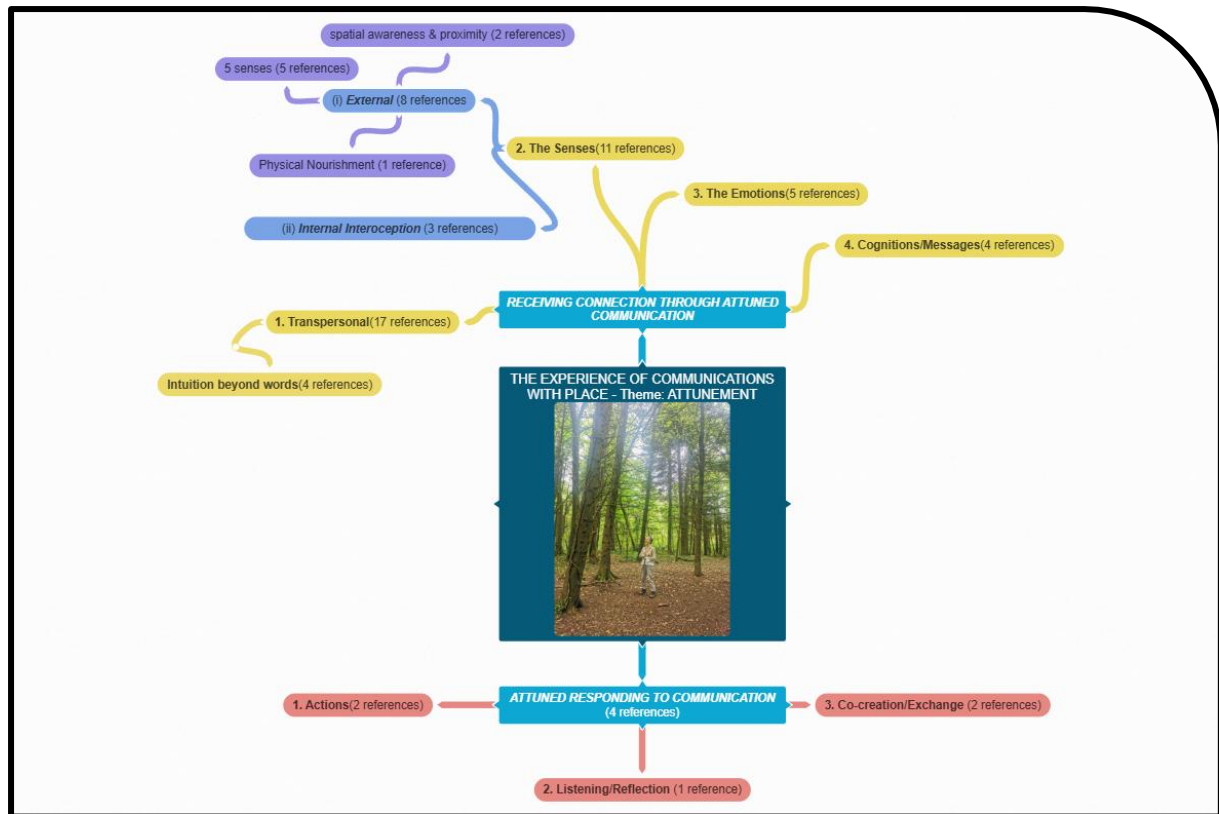 spatial awareness & proximity (2 references)
5 senses (5 references)
(i) External (8 references
Physical Nourishment (1 reference)
2. The Senses(11 references)
3. The Emotions(5 references)
(ii) Internal Interoception (3 references)
4. Cognitions/Messages(4 references)
RECEIVING CONNECTION THROUGH ATTUNED
COMMUNICATION
1. Transpersonal(17 references)
Intuition beyond words(4 references)
THE EXPERIENCE OF COMMUNICATIONS
WITH PLACE - Theme: ATTUNEMENT
ATTUNED RESPONDING TO COMMUNICATION
(4 references)
1. Actions(2 references)
3. Co-creation/Exchange (2 references)
2. Listening/Reflection (1 reference)